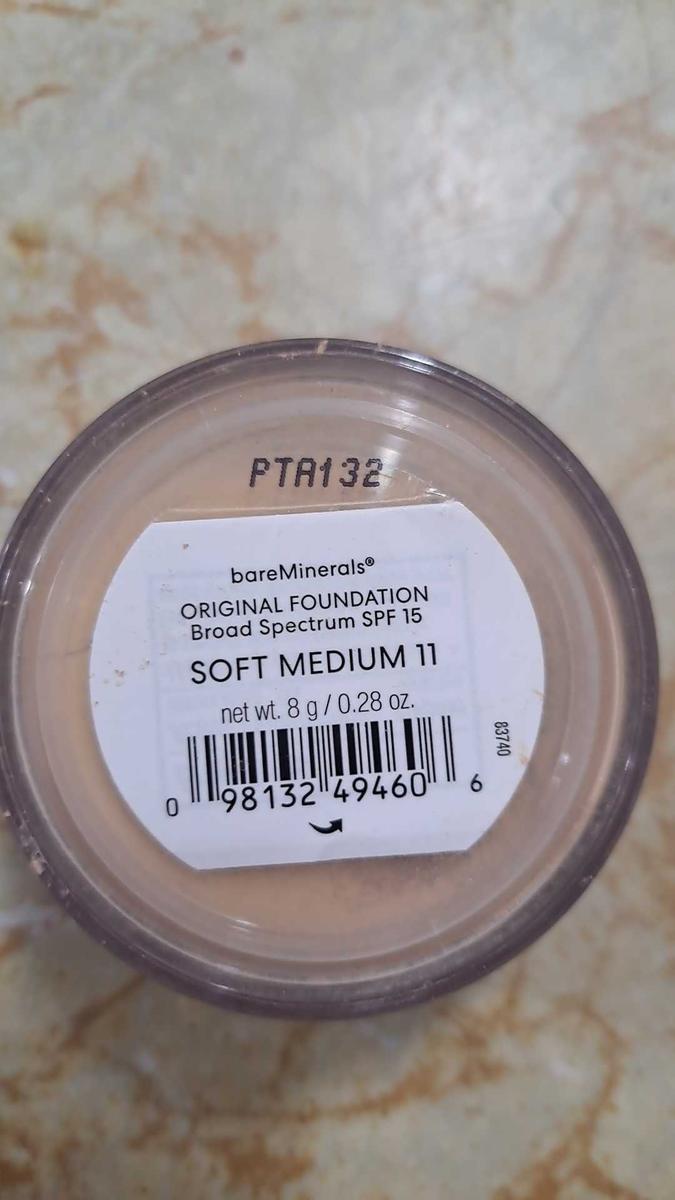 PTA132
bareMinerals®
ORIGINAL FOUNDATION
Broad Spectrum SPF 15
SOFT MEDIUM 11
net wt. 8 g / 0.28 oz.
83740
0 98132 49460 6